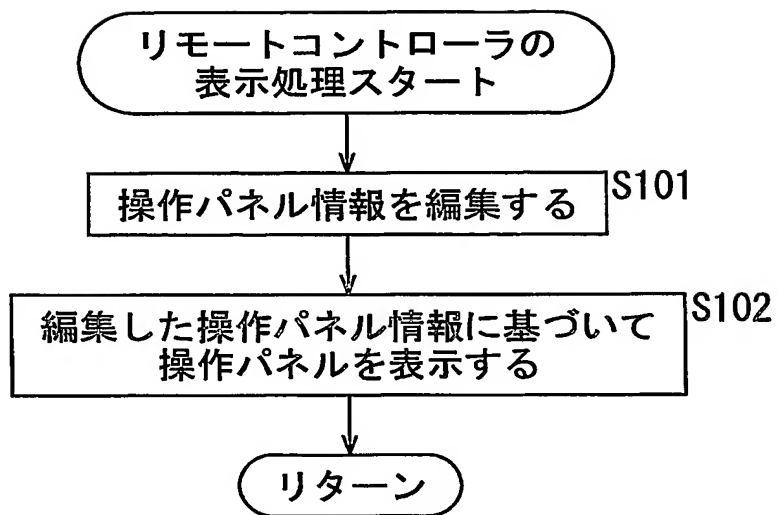 リモートコントローラの
表示処理スタート
操作パネル情報を編集する
S101
編集した操作パネル情報に基づいて
操作パネルを表示する
S102
リターン